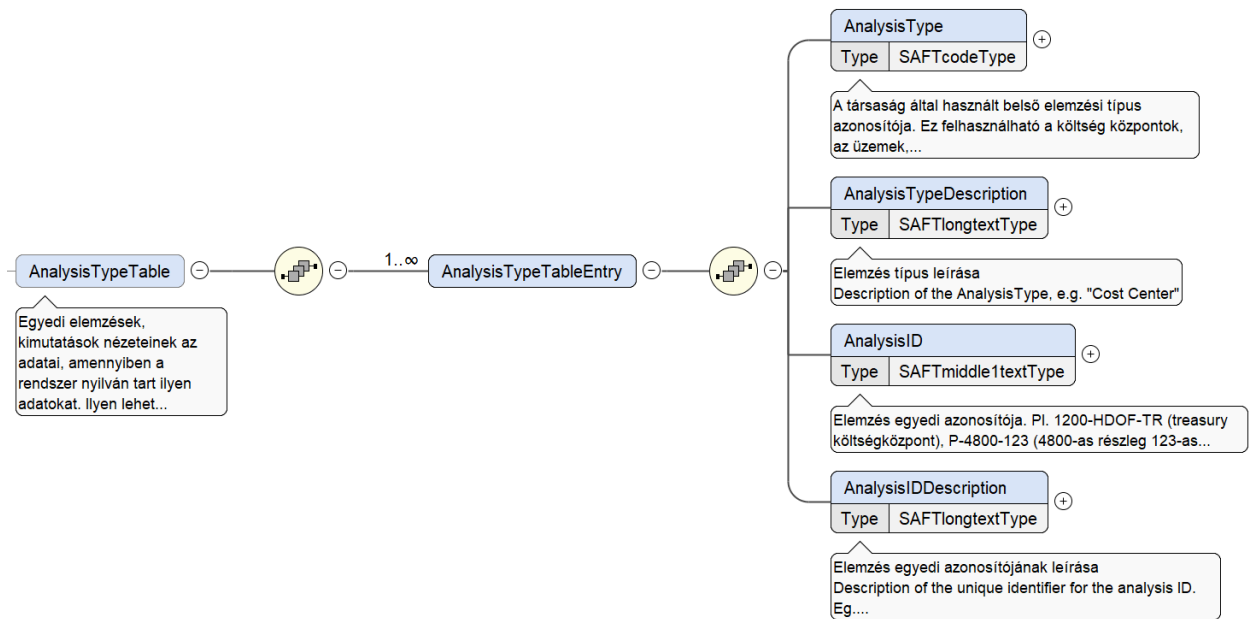 AnalysisType
Type SAFTcodeType
A társaság által használt belső elemzési típus
azonosítója. Ez felhasználható a költség központok,
az üzemek,...
AnalysisTypeDescription
Type SAFTlongtextType
Elemzés típus leírása
Description of the AnalysisType, e.g. "Cost Center"
AnalysisTypeTable
1..∞
AnalysisTypeTableEntry
Egyedi elemzések,
kimutatások nézeteinek az
adatai, amennyiben a
rendszer nyilván tart ilyen
adatokat. Ilyen lehet...
AnalysisID
Type SAFTmiddle1textType
Elemzés egyedi azonosítója. Pl. 1200-HDOF-TR (treasury
költségközpont), P-4800-123 (4800-as részleg 123-as...
AnalysisIDDescription
Type SAFTlongtextType
Elemzés egyedi azonosítójának leírása
Description of the unique identifier for the analysis ID.
Eg....